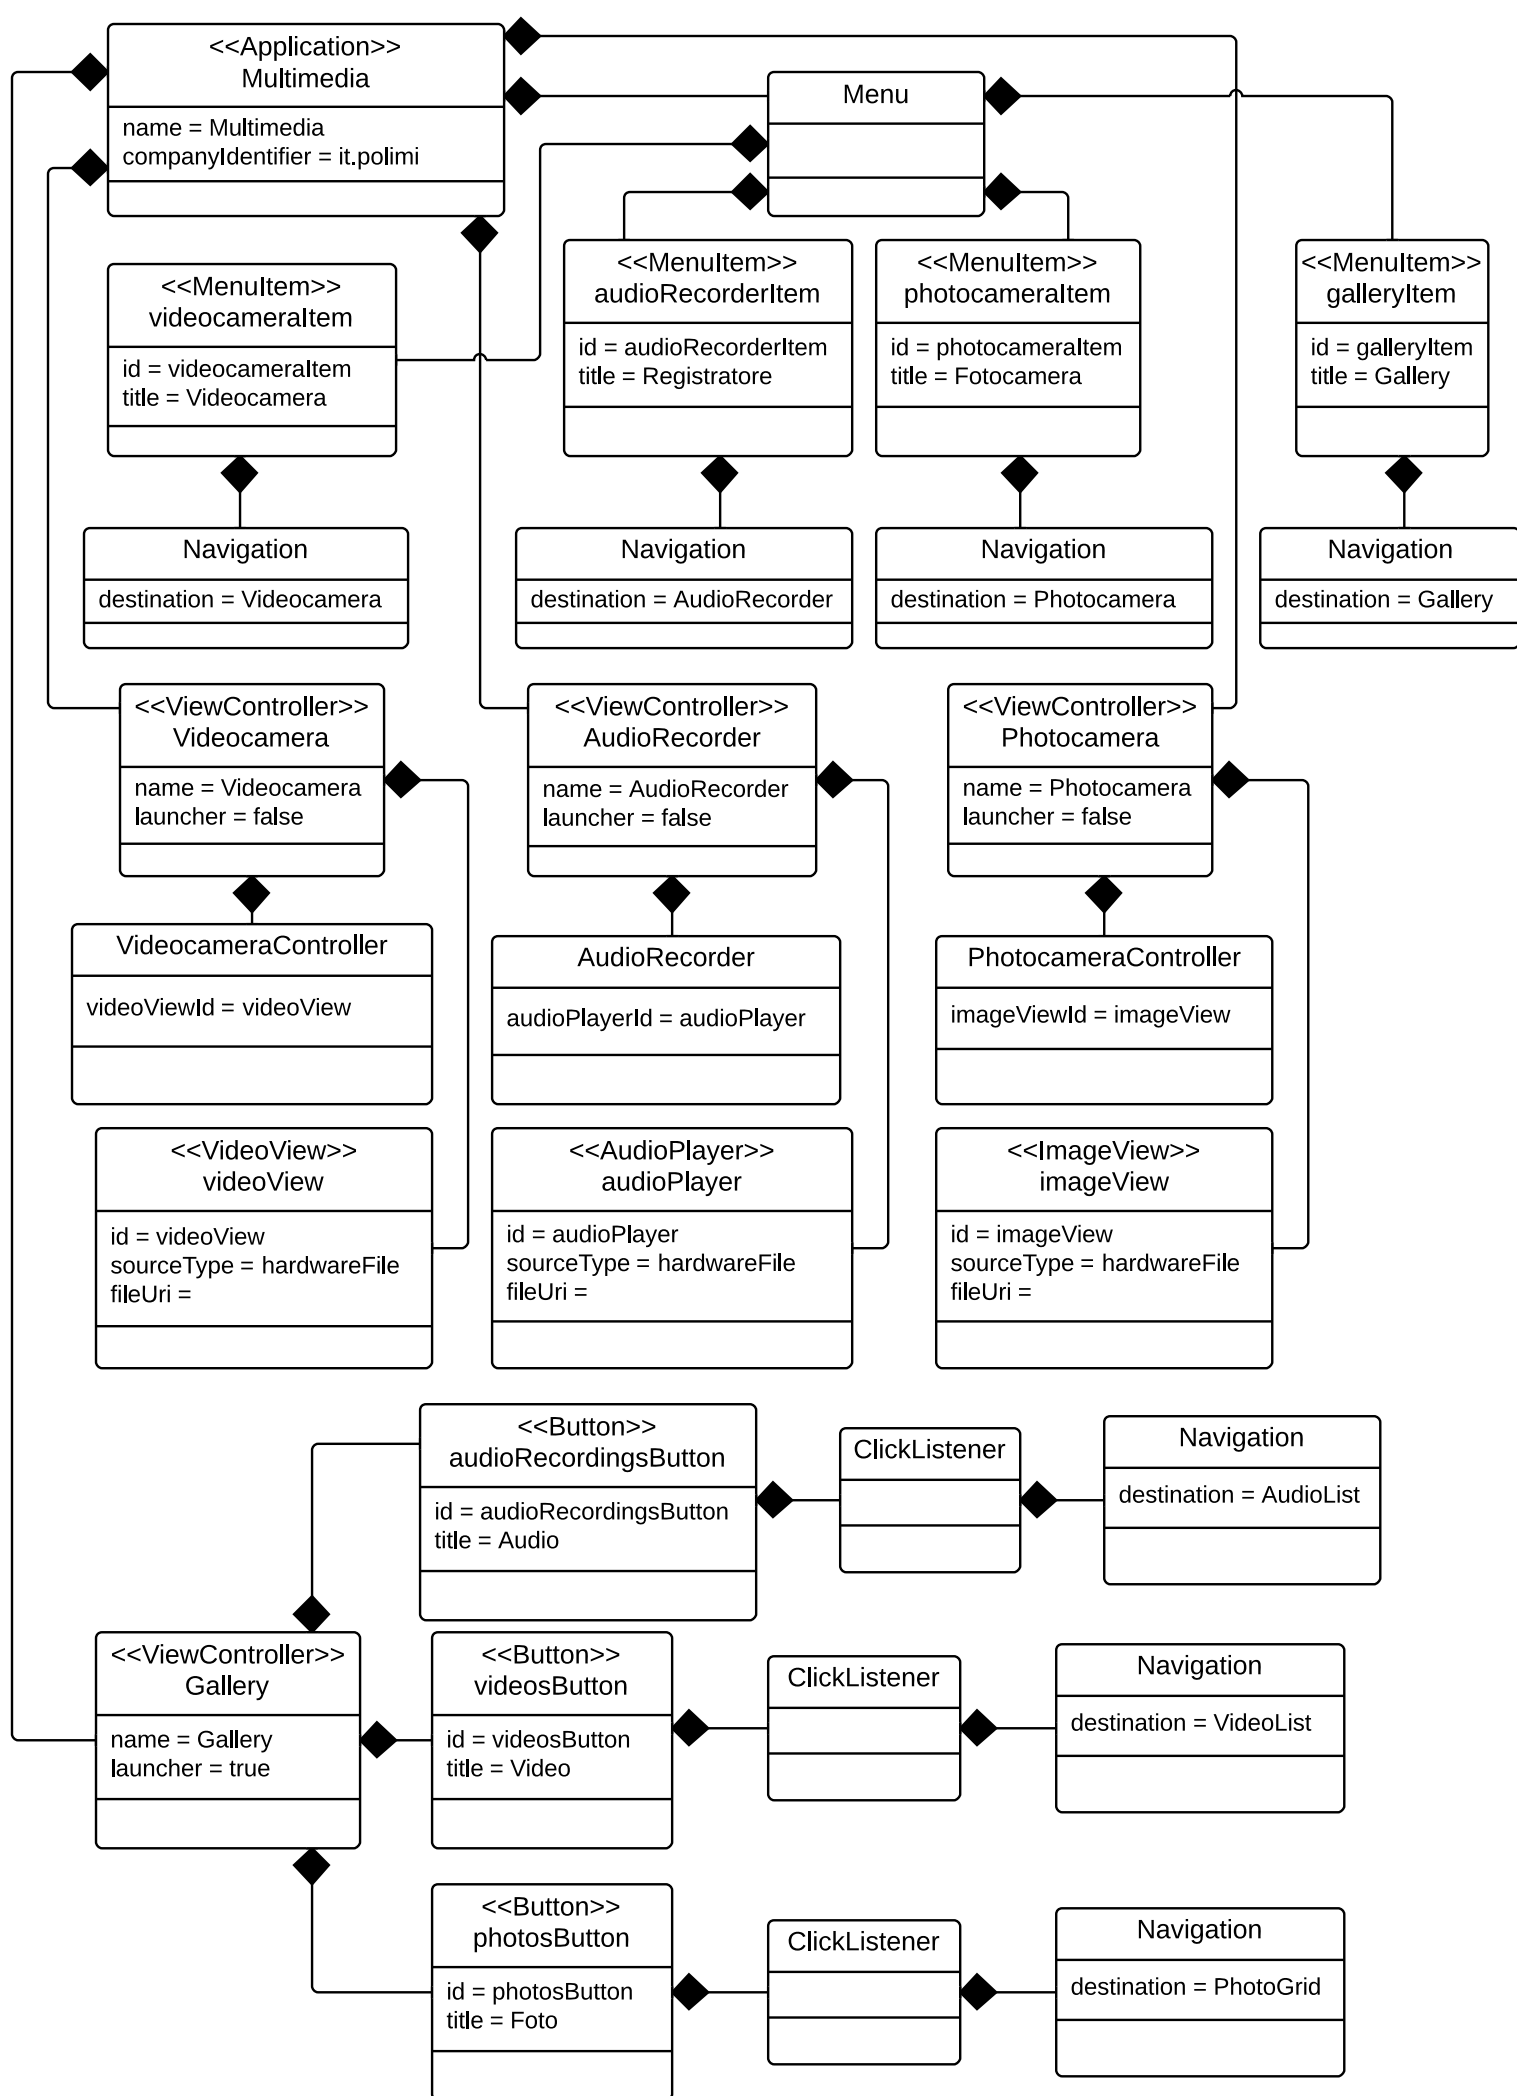 <<Application>>
Multimedia
name = Multimedia
companyIdentifier = it.polimi
Menu
<<MenuItem>>
videocameraItem
id = videocameraItem
title = Videocamera
<<MenuItem>>
audioRecorderItem
id = audioRecorderItem
title = Registratore
<<MenuItem>>
photocameraItem
id = photocameraItem
title = Fotocamera
<<MenuItem>>
galleryItem
id = galleryItem
title = Gallery
Navigation
destination = Videocamera
Navigation
destination = AudioRecorder
Navigation
destination = Photocamera
Navigation
destination = Gallery
<<ViewController>>
Videocamera
name = Videocamera
launcher = false
<<ViewController>>
AudioRecorder
name = AudioRecorder
launcher = false
<<ViewController>>
Photocamera
name = Photocamera
launcher = false
VideocameraController
videoViewId = videoView
AudioRecorder
audioPlayerId = audioPlayer
PhotocameraController
imageViewId = imageView
<<VideoView>>
videoView
id = videoView
sourceType = hardwareFile
fileUri =
<<AudioPlayer>>
audioPlayer
id = audioPlayer
sourceType = hardwareFile
fileUri =
<<ImageView>>
imageView
id = imageView
sourceType = hardwareFile
fileUri =
<<Button>>
audioRecordingsButton
id = audioRecordingsButton
title = Audio
ClickListener
Navigation
destination = AudioList
<<ViewController>>
Gallery
name = Gallery
launcher = true
<<Button>>
videosButton
id = videosButton
title = Video
ClickListener
Navigation
destination = VideoList
<<Button>>
photosButton
id = photosButton
title = Foto
ClickListener
Navigation
destination = PhotoGrid